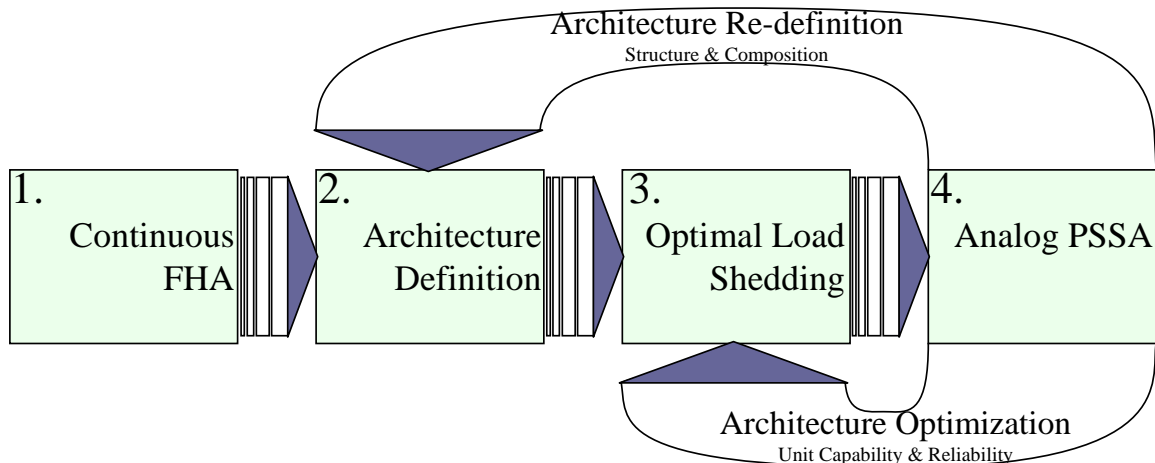 Architecture Re-definition
Structure & Composition
1.
Continuous
FHA
2.
Architecture
Definition
3.
Optimal Load
Shedding
4.
Analog PSSA
Architecture Optimization
Unit Capability & Reliability